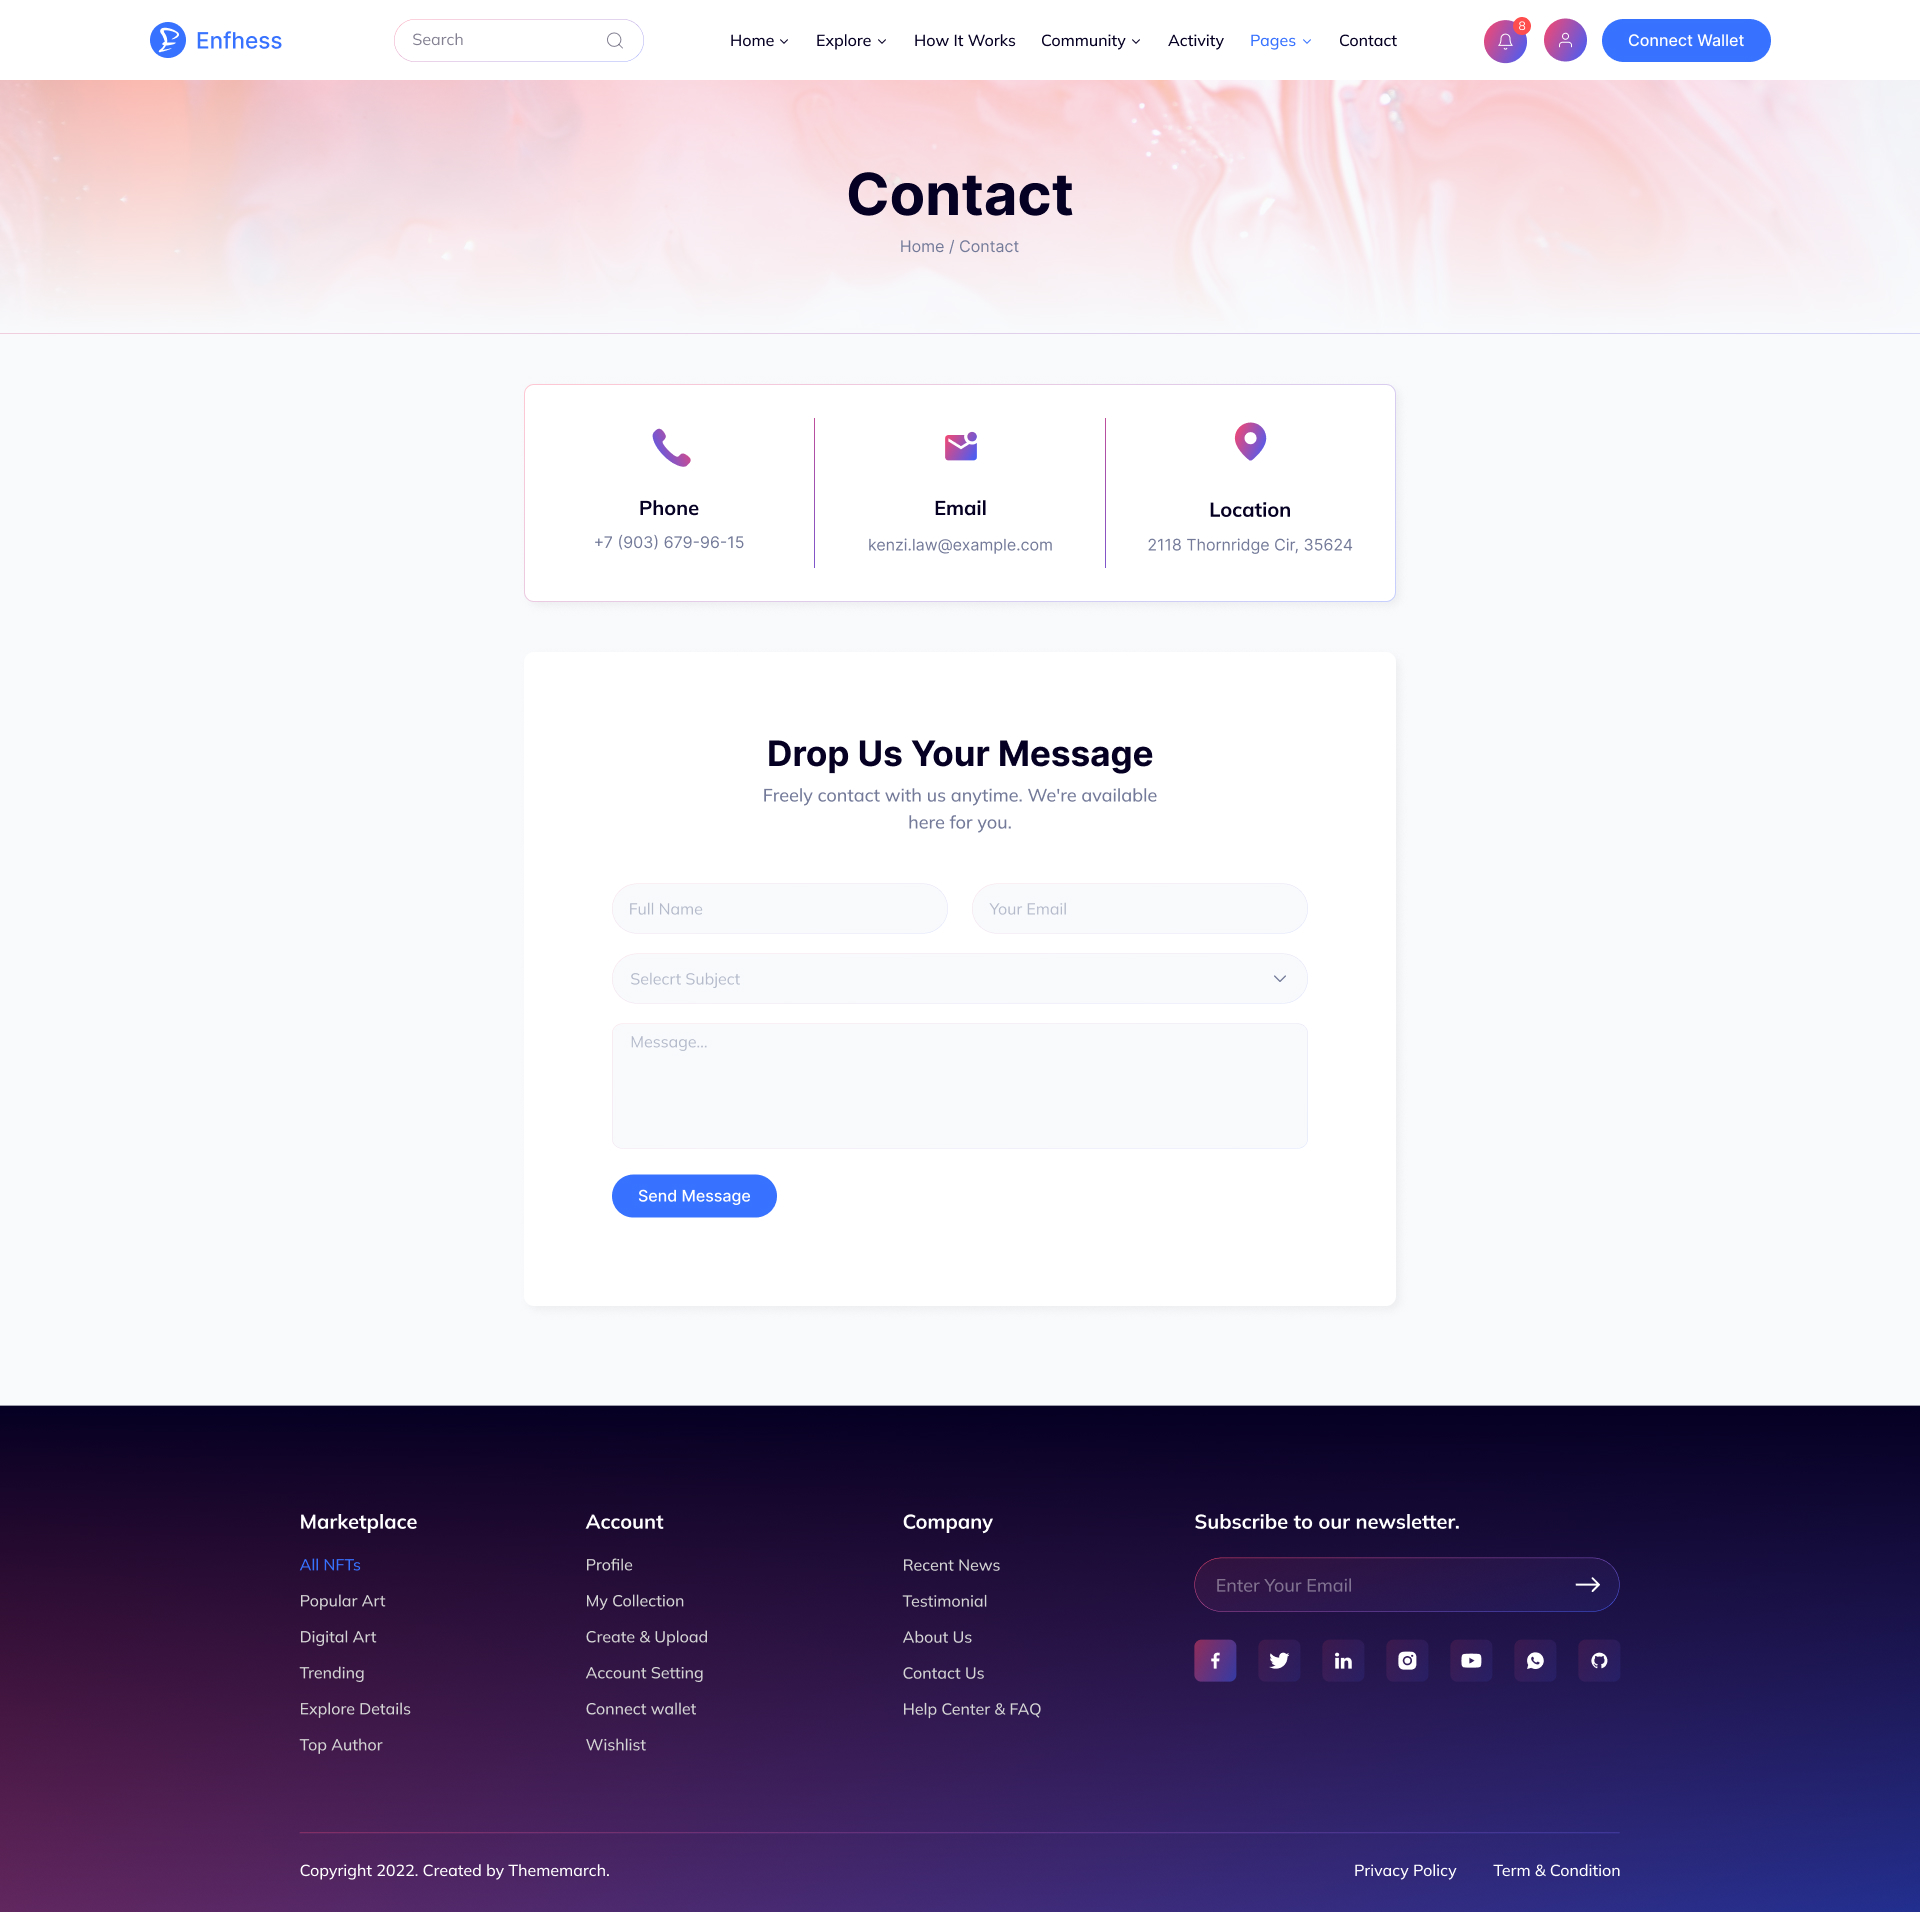 Enfhess
Search
Home
Explore
How It Works
Community
Activity
Pages
Contact
8
Connect Wallet
Contact
Home / Contact
Phone
+7 (903) 679-96-15
Email
kenzi.law@example.com
Location
2118 Thornridge Cir, 35624
Drop Us Your Message
Freely contact with us anytime. We're available
here for you.
Full Name
Your Email
Selecrt Subject
Message...
Send Message
Marketplace
All NFTs
Popular Art
Digital Art
Trending
Explore Details
Top Author
Account
Profile
My Collection
Create & Upload
Account Setting
Connect wallet
Wishlist
Company
Recent News
Testimonial
About Us
Contact Us
Help Center & FAQ
Subscribe to our newsletter.
Enter Your Email
Copyright 2022. Created by Thememarch.
Privacy Policy
Term & Condition